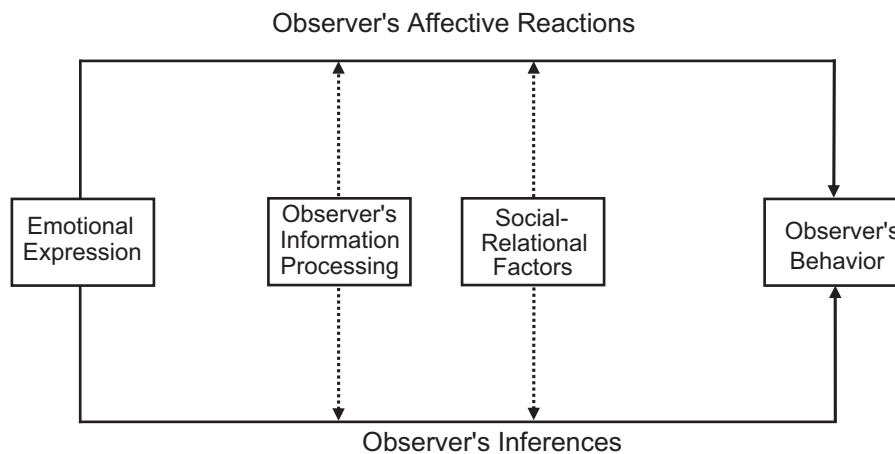 Observer's Affective Reactions
Emotional
Expression
Observer's
Information
Processing
Social-
Relational
Factors
Observer's
Behavior
Observer's Inferences